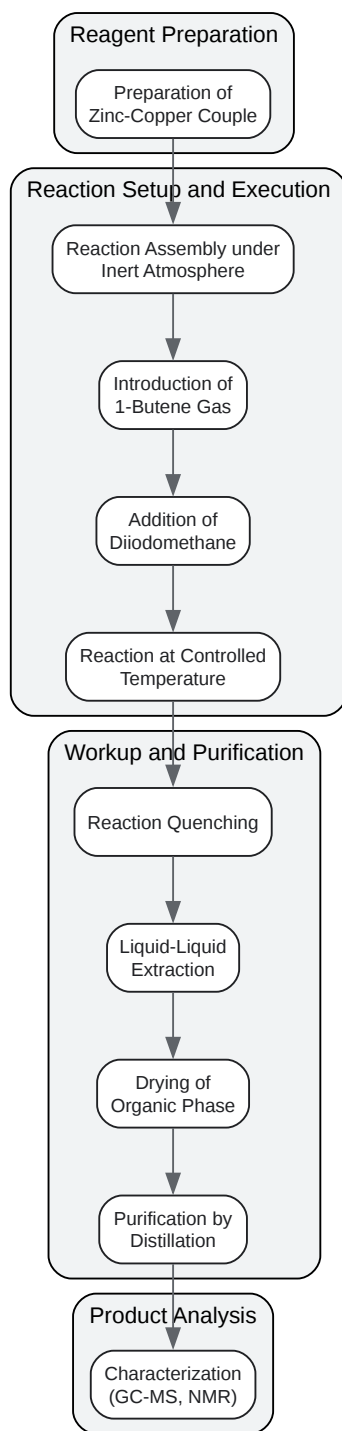 Reagent Preparation
Preparation of
Zinc-Copper Couple
Reaction Setup and Execution
Reaction Assembly under
Inert Atmosphere
Introduction of
1-Butene Gas
Addition of
Diiodomethane
Reaction at Controlled
Temperature
Workup and Purification
Reaction Quenching
Liquid-Liquid
Extraction
Drying of
Organic Phase
Purification by
Distillation
Product Analysis
Characterization
(GC-MS, NMR)